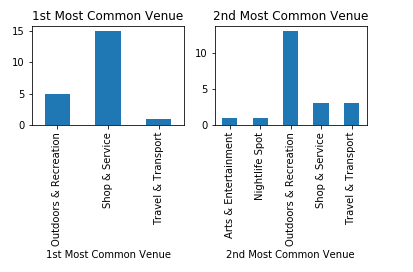 1st Most Common Venue
15
10
5
0
Outdoors & Recreation
Shop & Service
Travel & Transport
1st Most Common Venue
2nd Most Common Venue
10
5
0
Arts & Entertainment
Nightlife Spot
Outdoors & Recreation
Shop & Service
Travel & Transport
2nd Most Common Venue